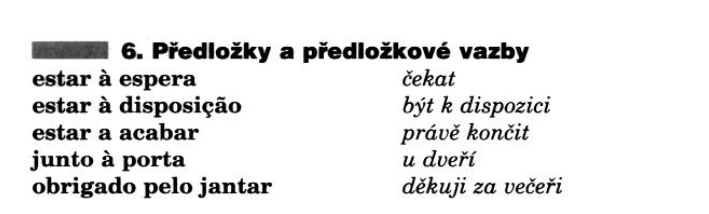 6. Předložky a předložkové vazby
estar à espera čekat
estar à disposição být k dispozici
estar a acabar právě končit
junto à porta u dveří
obrigado pelo jantar děkuji za večeři